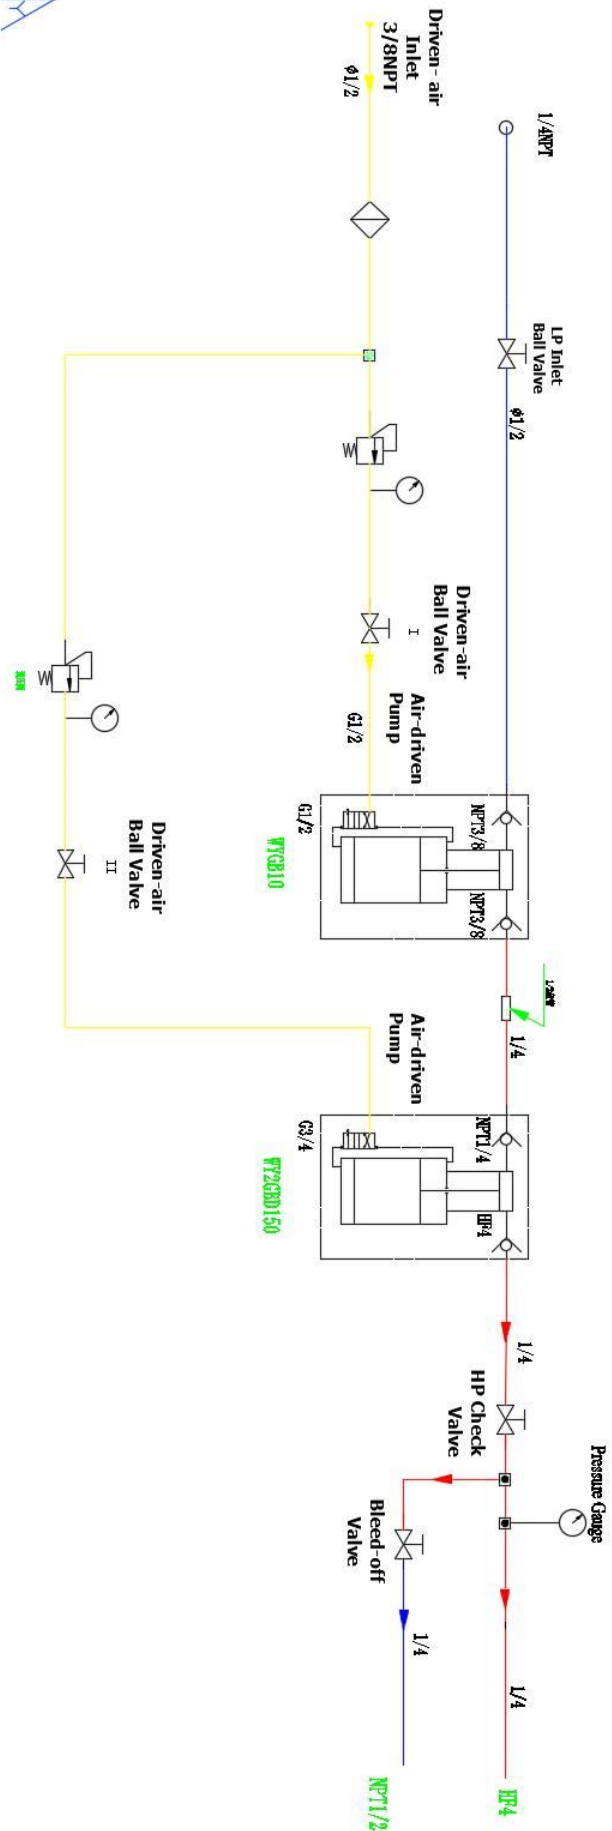 Driven- air
Inlet
3/8NPT
ϕ1/2
1/4NPT
LP Inlet
Ball Valve
ϕ1/2
Driven-air
Ball Valve
I
Air-driven
Pump
G1/2
G1/2
NPT3/8
NPT3/8
WYGB10
Driven-air
Ball Valve
II
1/4
Air-driven
Pump
G3/4
NPT1/4
HF4
WY2GBD150
1/4
HP Check
Valve
Pressure Gauge
Bleed-off
Valve
1/4
1/4
NPT1/2
HF4